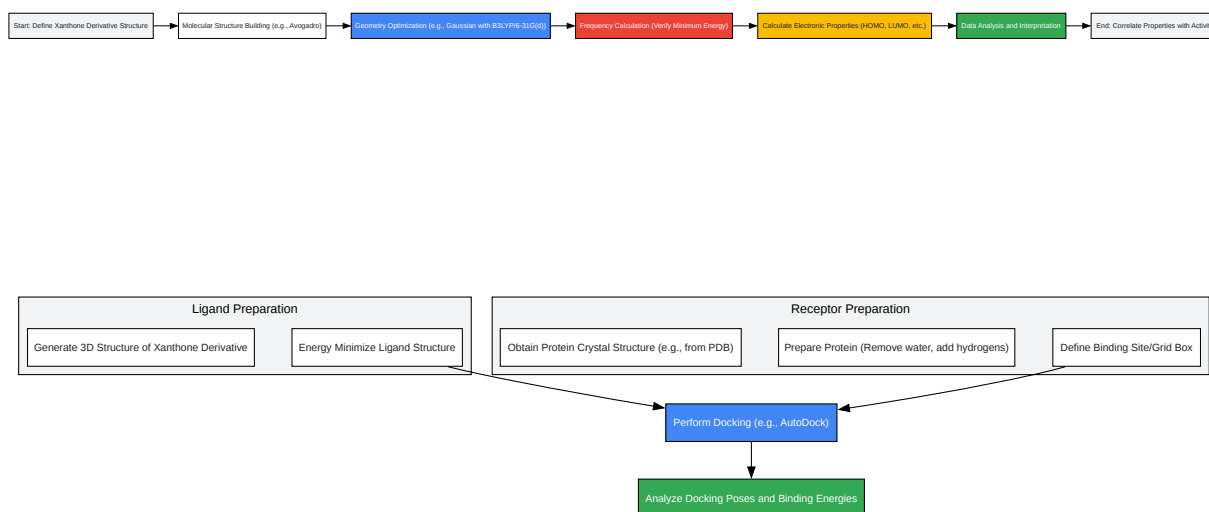 Start: Define Xanthone Derivative Structure
Molecular Structure Building (e.g., Avogadro)
Geometry Optimization (e.g., Gaussian with B3LYP/6-31G(d))
Frequency Calculation (Verify Minimum Energy)
Calculate Electronic Properties (HOMO, LUMO, etc.)
Data Analysis and Interpretation
End: Correlate Properties with
Ligand Preparation
Generate 3D Structure of Xanthone Derivative
Energy Minimize Ligand Structure
Receptor Preparation
Obtain Protein Crystal Structure (e.g., from PDB)
Prepare Protein (Remove water, add hydrogens)
Define Binding Site/Grid Box
Perform Docking (e.g., AutoDock)
Analyze Docking Poses and Binding Energies